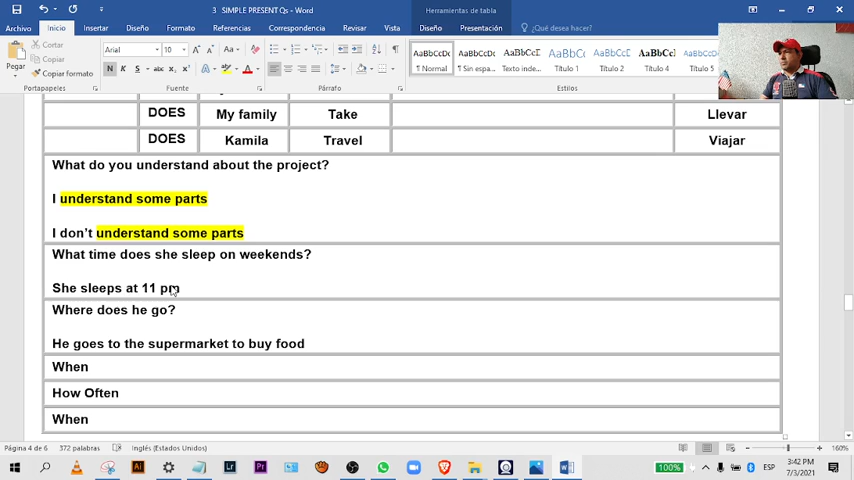 3 SIMPLE PRESENT Qs - Word
Herramientas de tabla
Archivo Inicio Insertar Diseño Formato Referencias Correspondencia Revisar Vista Diseño Presentación ¿Qué desea hacer?
Pegar
Cortar
Copiar
Copiar formato
Portapapeles
Arial 10
N K S abc
Fuente
Párrafo
AaBbCcDc AaBbCcDc AaBbCcDc AaBbCc AaBbCcD AaBbCc
¶ Normal ¶ Sin espa... Texto inde... Título 1 Título 2 Título 4 Título 5
Estilos
DOES My family Take Llevar
DOES Kamila Travel Viajar
What do you understand about the project?
I understand some parts
I don't understand some parts
What time does she sleep on weekends?
She sleeps at 11 pm
Where does he go?
He goes to the supermarket to buy food
When
How Often
When
Página 4 de 6 372 palabras Inglés (Estados Unidos) 160%
100% ESP
3:42 PM
7/3/2021